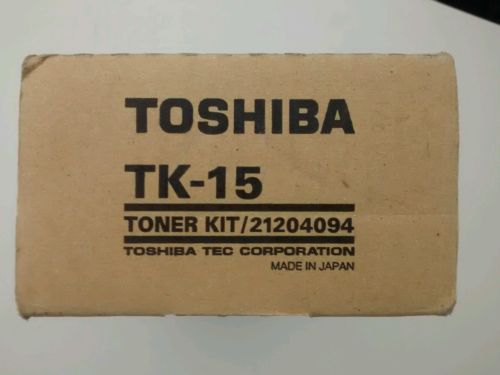 TOSHIBA
TK-15
TONER KIT/21204094
TOSHIBA TEC CORPORATION
MADE IN JAPAN